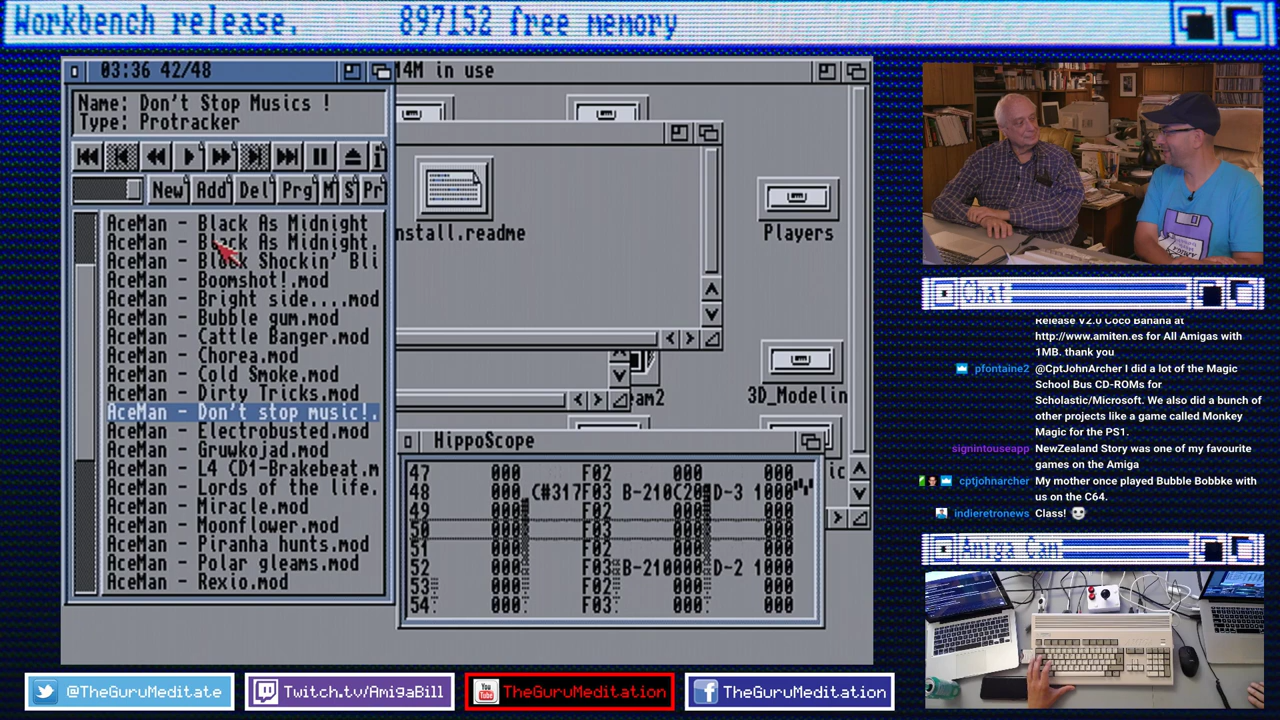 Workbench release. 897152 free memory
03:36 42/48
14M in use
Name: Don't Stop Musics !
Type: Protracker
New Add Del Prg M S Pr
AceMan - Black As Midnight
AceMan - Black As Midnight.
AceMan - Block Shockin' Bli
AceMan - Boomshot!.mod
AceMan - Bright side....mod
AceMan - Bubble gum.mod
AceMan - Cattle Banger.mod
AceMan - Chorea.mod
AceMan - Cold Smoke.mod
AceMan - Dirty Tricks.mod
AceMan - Don't stop music!.
AceMan - Electrobusted.mod
AceMan - Gruwkojad.mod
AceMan - L4 CD1-Brakebeat.m
AceMan - Lords of the life.
AceMan - Miracle.mod
AceMan - Moonflower.mod
AceMan - Piranha hunts.mod
AceMan - Polar gleams.mod
AceMan - Rexio.mod
nstall.readme
Players
eam2
3D_Modelin
ic
HippoScope
47 000 F02 000 000
48 000 C#317F03 B-210C20 D-3 1000
49 000 F02 000 000
50 000 F03 000 000
51 000 F02 000 000
52 000 F03 B-210000 D-2 1000
53 000 F02 000 000
54 000 F03 000 000
Chat
Release V2.0 Coco Banana at
http://www.amiten.es for All Amigas with
1MB. thank you
pfontaine2 @CptJohnArcher I did a lot of the Magic
School Bus CD-ROMs for
Scholastic/Microsoft. We also did a bunch of
other projects like a game called Monkey
Magic for the PS1.
signintouseapp NewZealand Story was one of my favourite
games on the Amiga
cptjohnarcher My mother once played Bubble Bobbke with
us on the C64.
indieretronews Class!
Amiga Cam
@TheGuruMeditate
Twitch.tv/AmigaBill
You Tube TheGuruMeditation
TheGuruMeditation